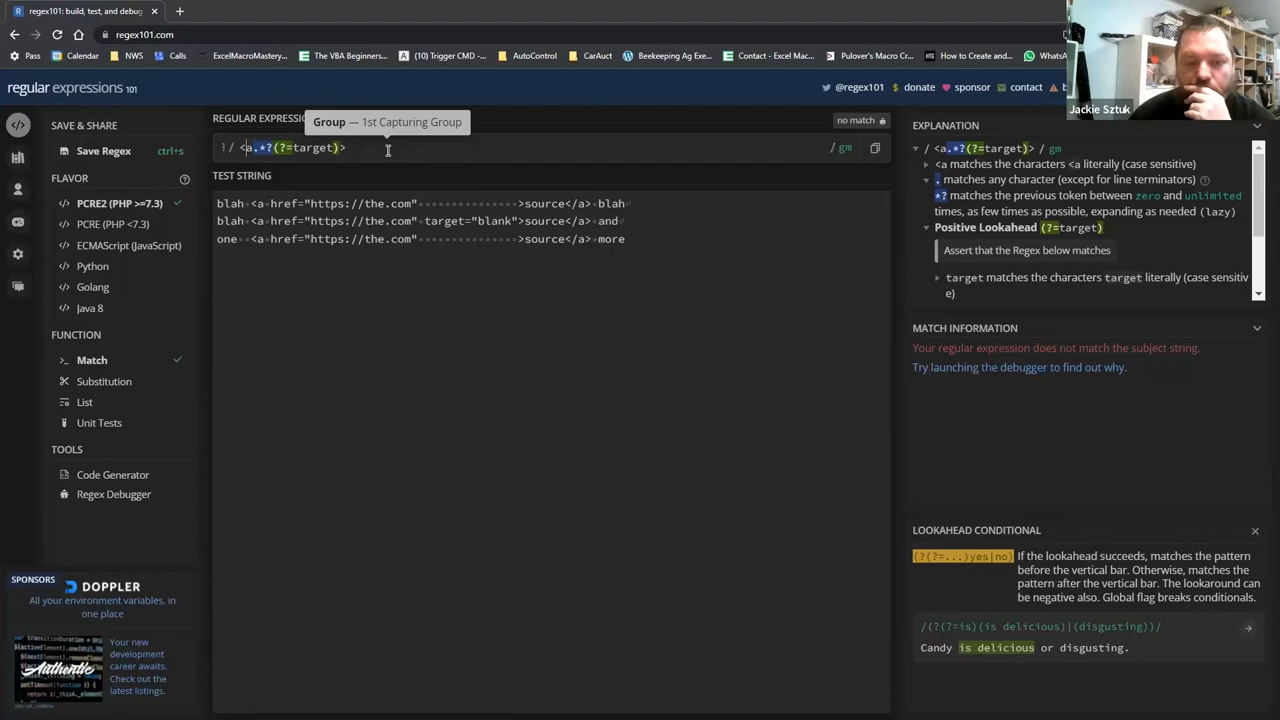 regex101: build, test, and debug
regex101.com
Pass
Calendar
NWS
Calls
ExcelMacroMastery...
The VBA Beginners...
(10) Trigger CMD -...
AutoControl
CarAuct
Beekeeping Ag Exe...
Contact - Excel Mac...
Pulover's Macro Cr...
How to Create and...
WhatsA
regular expressions 101
@regex101
donate
sponsor
contact
Jackie Sztuk
SAVE & SHARE
Save Regex
ctrl+s
FLAVOR
PCRE2 (PHP >=7.3)
PCRE (PHP <7.3)
ECMAScript (JavaScript)
Python
Golang
Java 8
FUNCTION
Match
Substitution
List
Unit Tests
TOOLS
Code Generator
Regex Debugger
SPONSORS
DOPPLER
All your environment variables, in
one place
Authentic
Your new
development
career awaits.
Check out the
latest listings.
REGULAR EXPRESSIO
Group — 1st Capturing Group
no match
/ <a.*?(?=target)> / gm
TEST STRING
blah·<a·href="https://the.com"···············>source</a>·blah
blah·<a·href="https://the.com"·target="blank">source</a>·and
one··<a·href="https://the.com"···············>source</a>·more
EXPLANATION
/ <a.*?(?=target)> / gm
<a matches the characters <a literally (case sensitive)
. matches any character (except for line terminators)
*? matches the previous token between zero and unlimited
times, as few times as possible, expanding as needed (lazy)
Positive Lookahead (?=target)
Assert that the Regex below matches
target matches the characters target literally (case sensitiv
e)
MATCH INFORMATION
Your regular expression does not match the subject string.
Try launching the debugger to find out why.
LOOKAHEAD CONDITIONAL
(?(?=...)yes|no)
If the lookahead succeeds, matches the pattern
before the vertical bar. Otherwise, matches the
pattern after the vertical bar. The lookaround can
be negative also. Global flag breaks conditionals.
/(?(?=is)(is delicious)|(disgusting))/
Candy is delicious or disgusting.